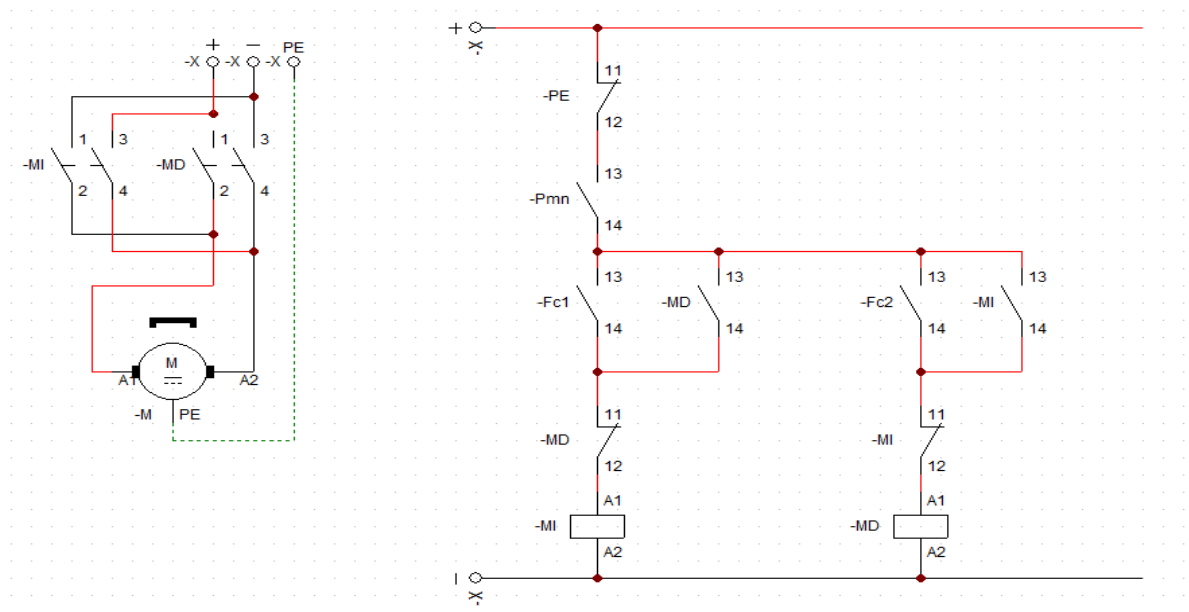 + − PE
-X -X -X
1 3 1 3
-MI -MD
2 4 2 4
M
A1 A2
-M PE
+
-X
11
-PE
12
13
-Pmn
14
13 13 13 13
-Fc1 -MD -Fc2 -MI
14 14 14 14
11 11
-MD -MI
12 12
A1 A1
-MI -MD
A2 A2
−
-X